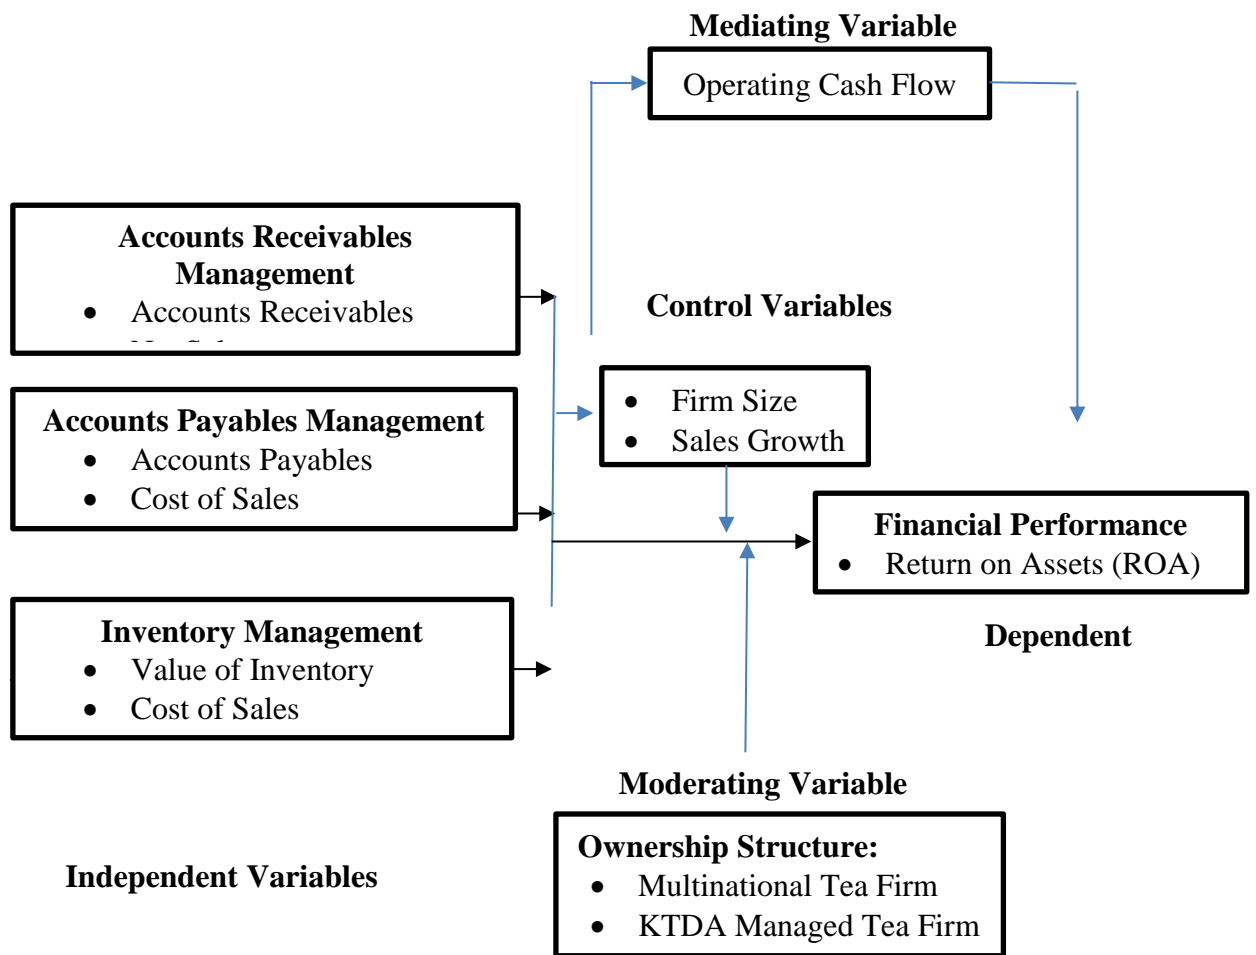 Mediating Variable
Operating Cash Flow
Accounts Receivables
Management
• Accounts Receivables
Control Variables
• Firm Size
• Sales Growth
Accounts Payables Management
• Accounts Payables
• Cost of Sales
Financial Performance
• Return on Assets (ROA)
Dependent
Inventory Management
• Value of Inventory
• Cost of Sales
Moderating Variable
Ownership Structure:
• Multinational Tea Firm
• KTDA Managed Tea Firm
Independent Variables